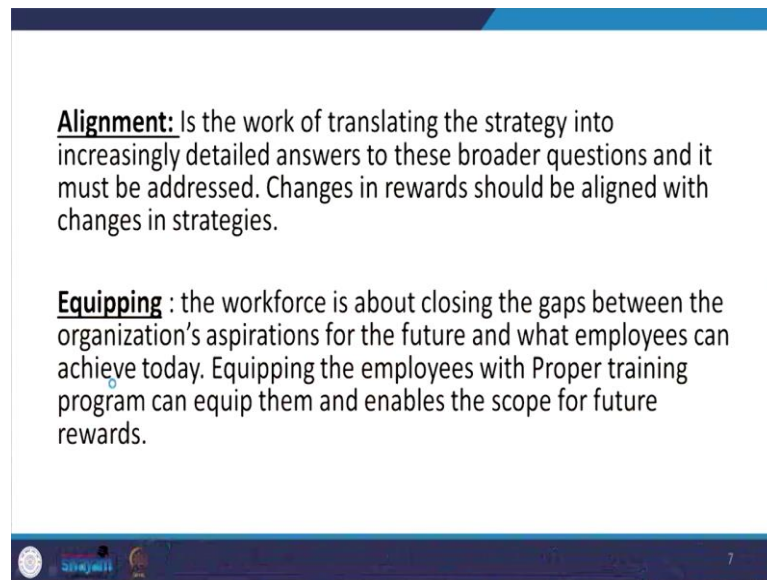 Alignment: Is the work of translating the strategy into
increasingly detailed answers to these broader questions and it
must be addressed. Changes in rewards should be aligned with
changes in strategies.
Equipping : the workforce is about closing the gaps between the
organization's aspirations for the future and what employees can
achieve today. Equipping the employees with Proper training
program can equip them and enables the scope for future
rewards.
swayam
7